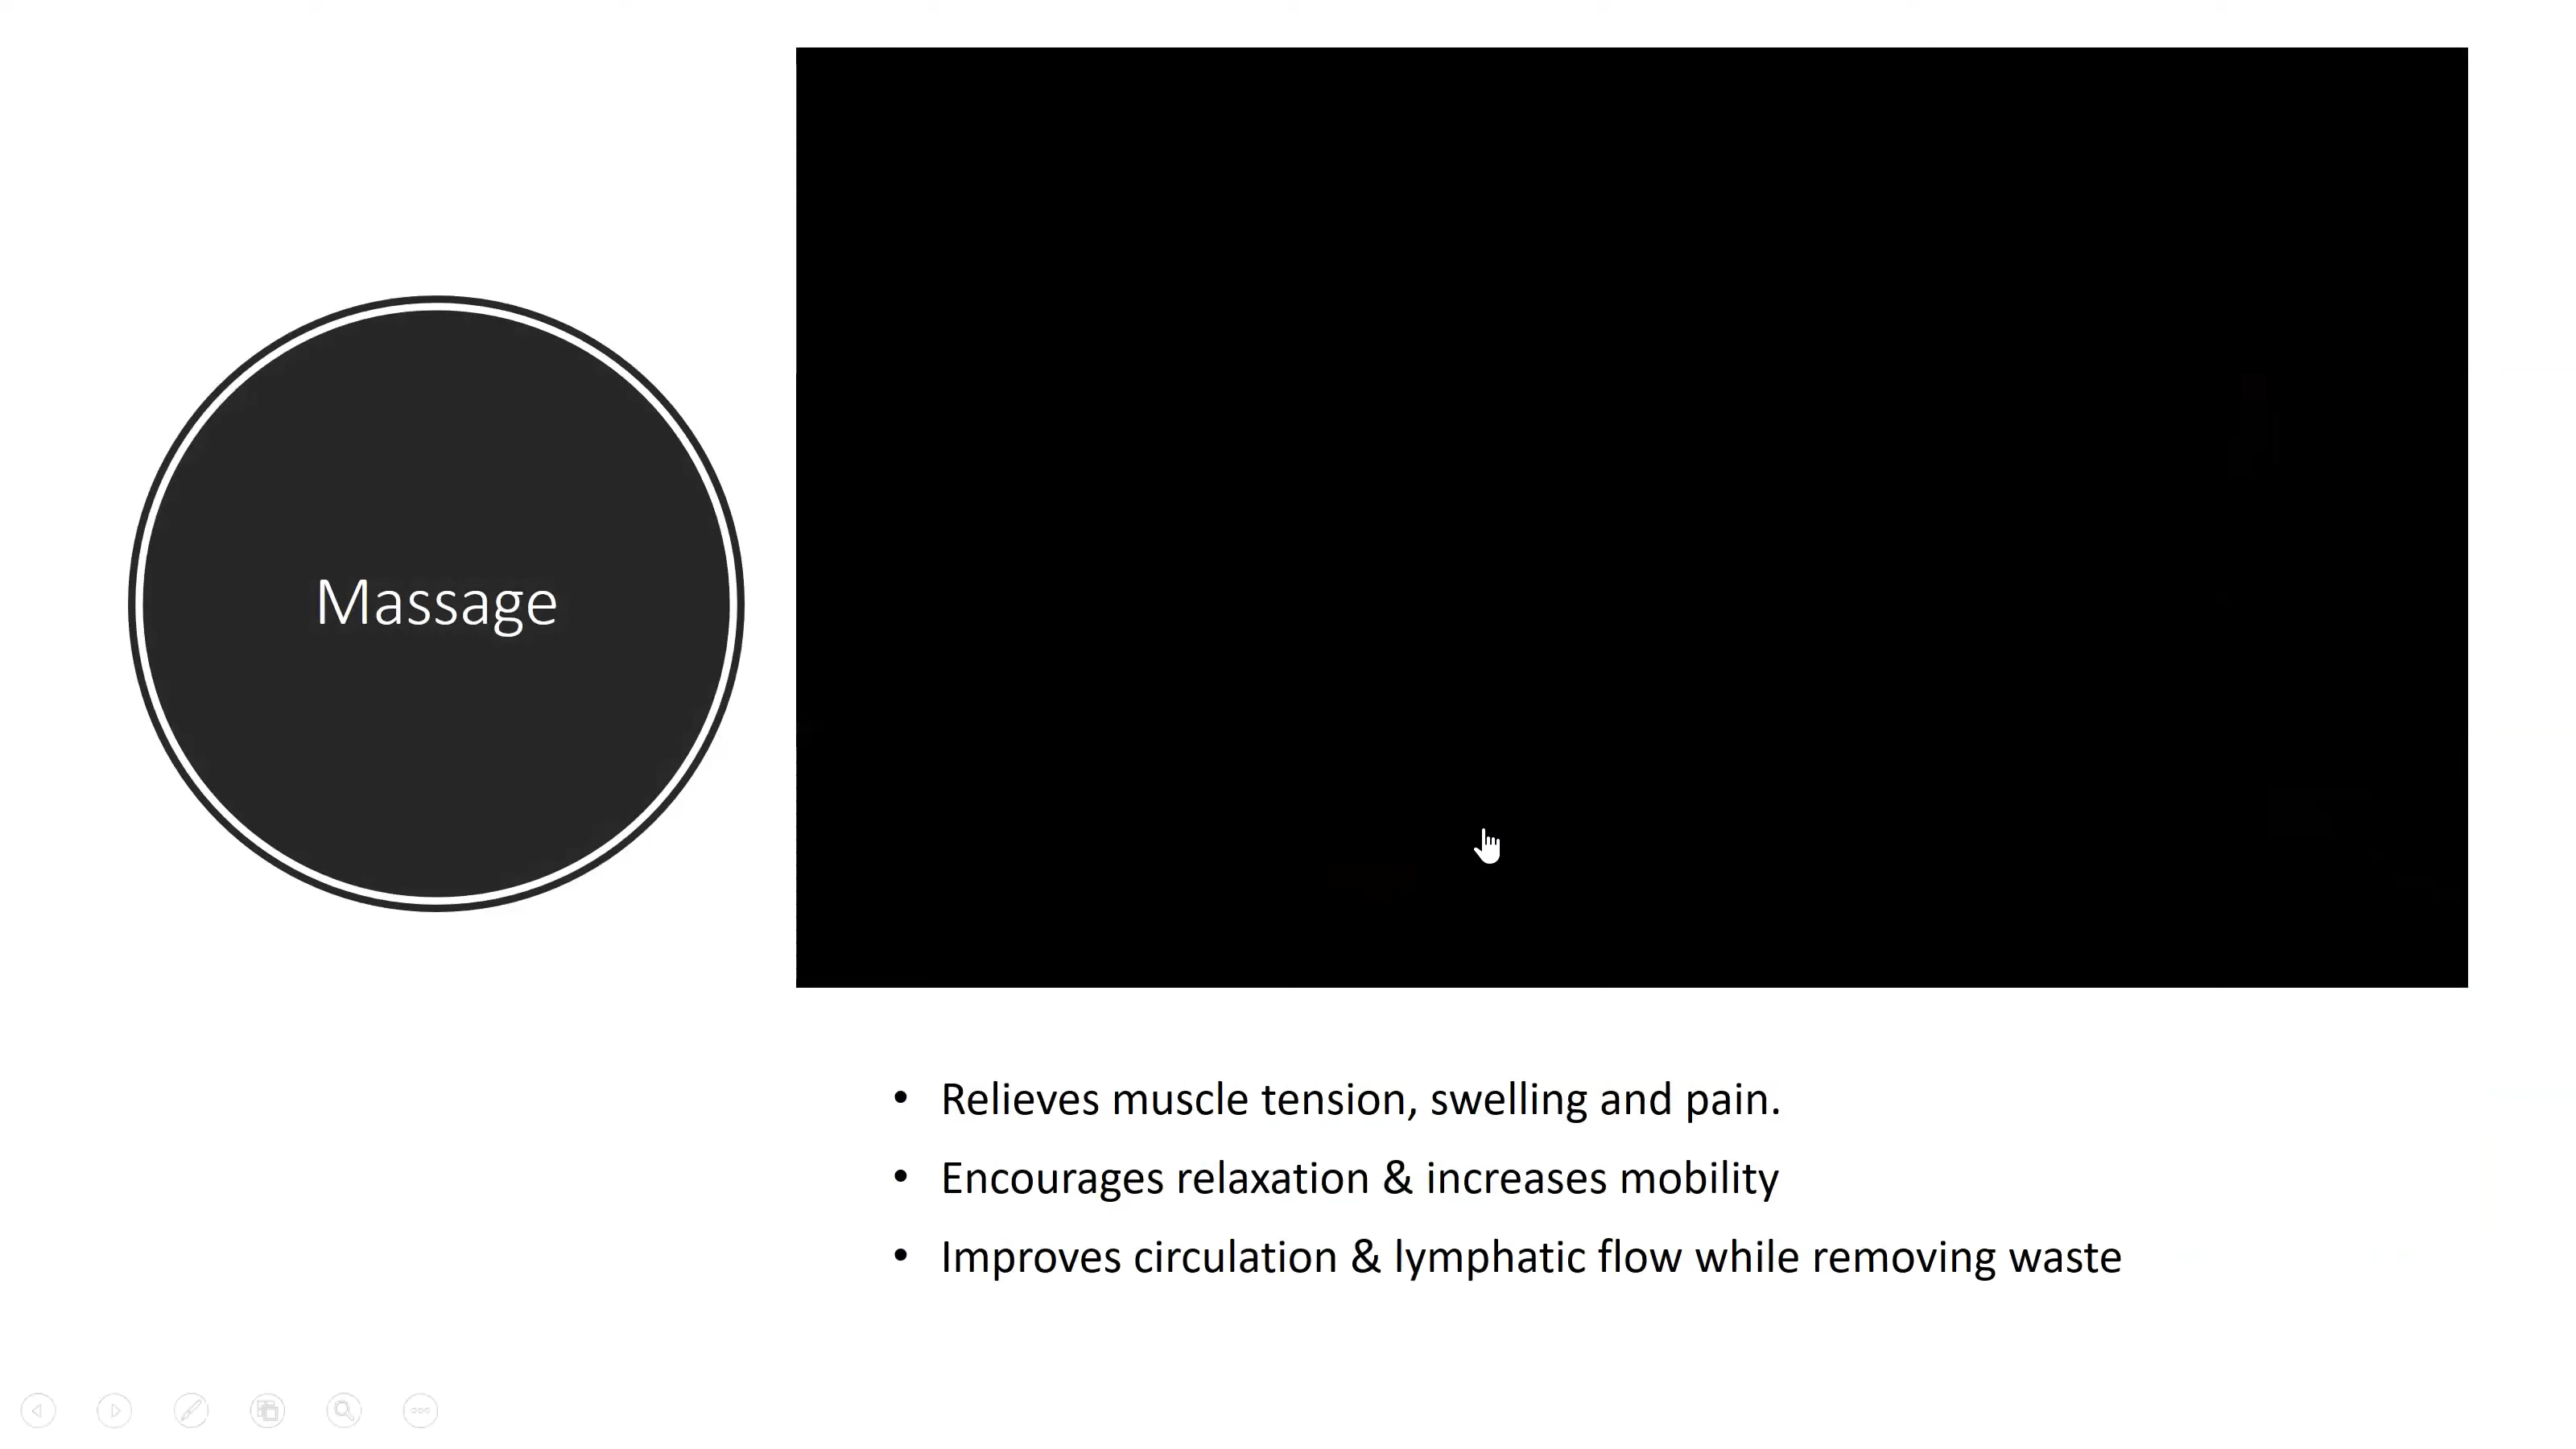 Massage
• Relieves muscle tension, swelling and pain.
• Encourages relaxation & increases mobility
• Improves circulation & lymphatic flow while removing waste